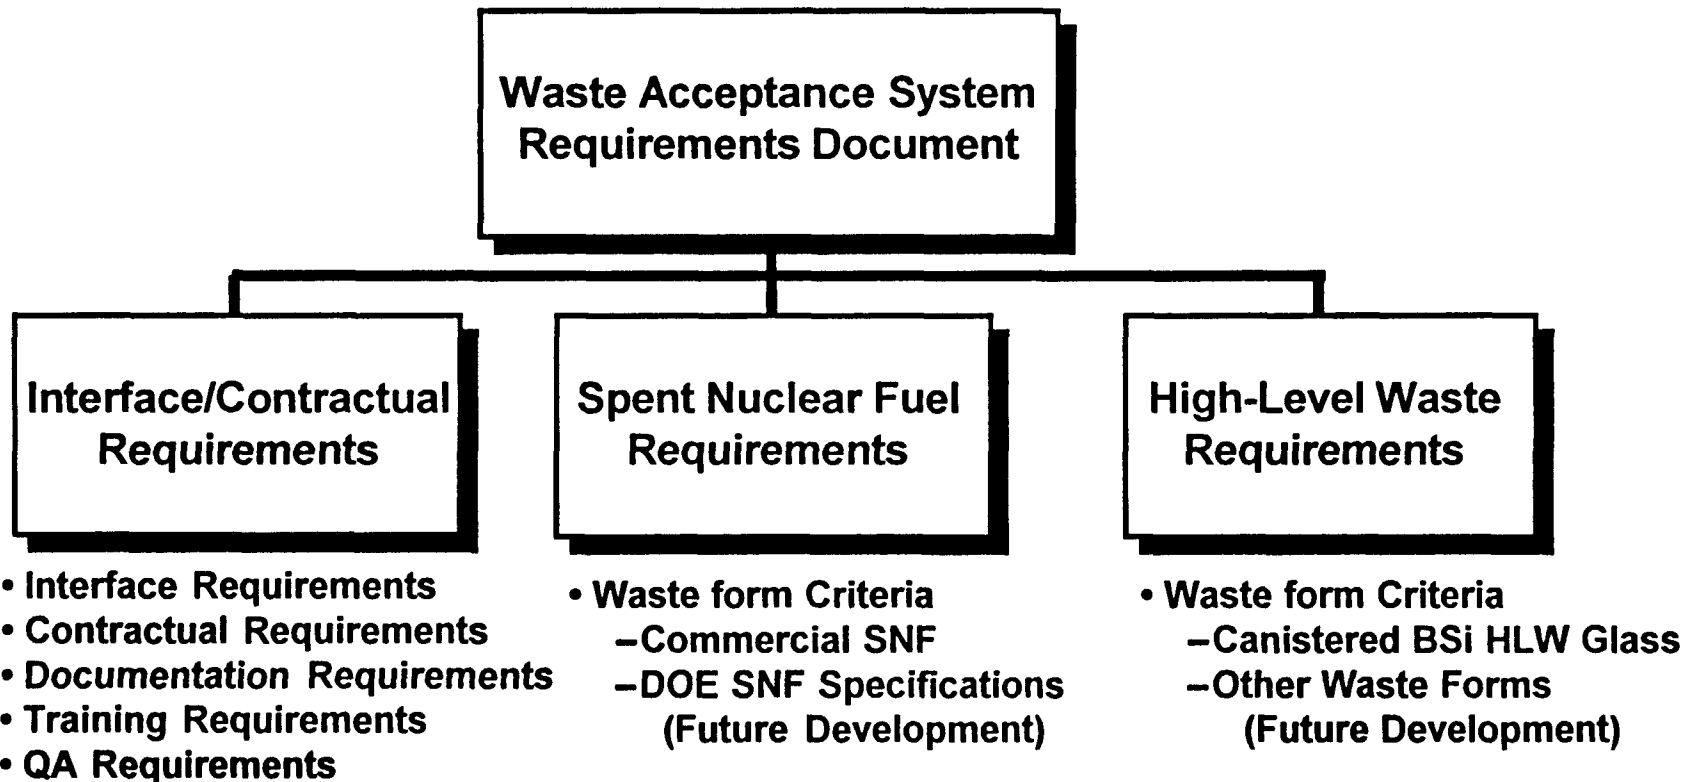 Waste Acceptance System
Requirements Document
Interface/Contractual
Requirements
Spent Nuclear Fuel
Requirements
High-Level Waste
Requirements
• Interface Requirements
• Contractual Requirements
• Documentation Requirements
• Training Requirements
• QA Requirements
• Waste form Criteria
–Commercial SNF
–DOE SNF Specifications
(Future Development)
• Waste form Criteria
–Canistered BSi HLW Glass
–Other Waste Forms
(Future Development)